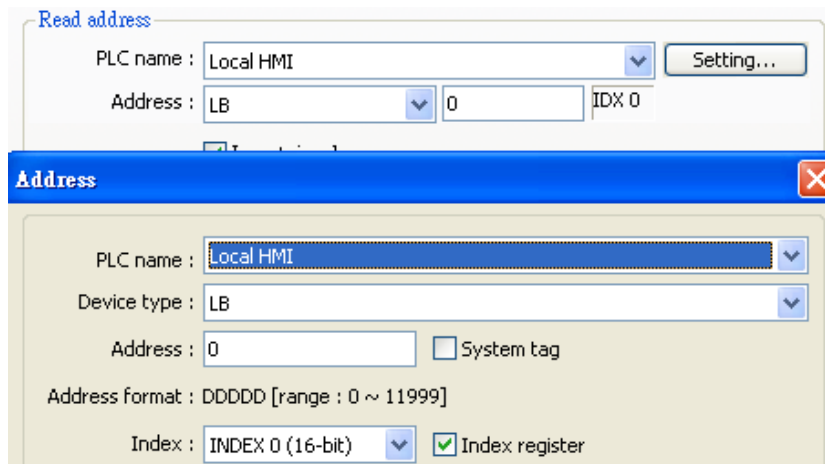 Read address
PLC name : Local HMI Setting...
Address : LB 0 IDX 0
Address
PLC name : Local HMI
Device type : LB
Address : 0 System tag
Address format : DDDDD [range : 0 ~ 11999]
Index : INDEX 0 (16-bit) Index register